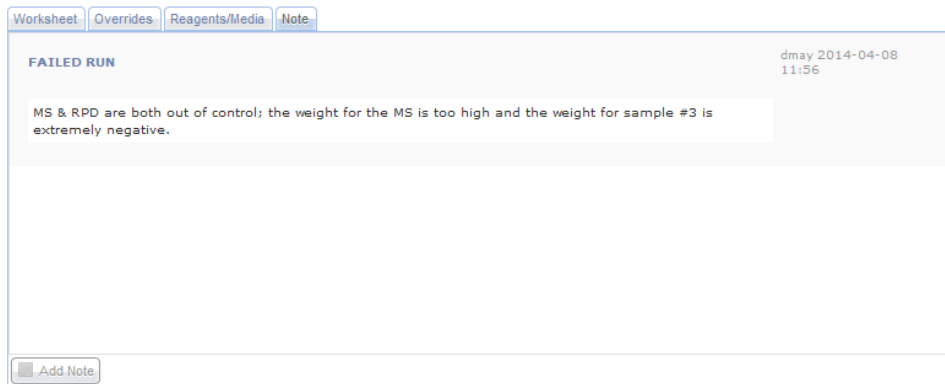 Worksheet Overrides Reagents/Media Note
FAILED RUN
dmay 2014-04-08
11:56
MS & RPD are both out of control; the weight for the MS is too high and the weight for sample #3 is
extremely negative.
Add Note